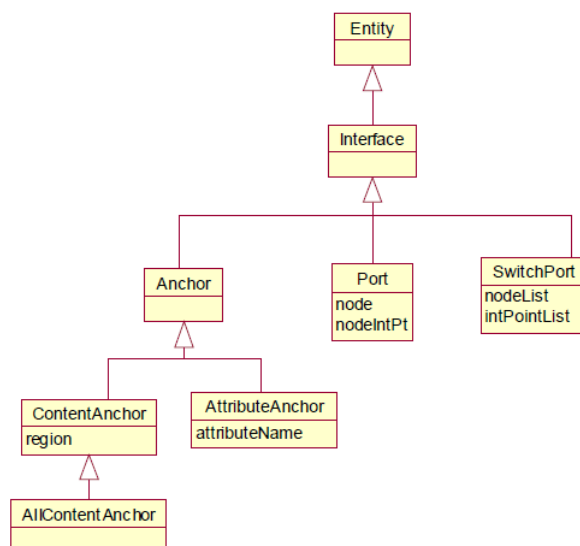 Entity
Interface
Anchor
Port
node
nodeIntPt
SwitchPort
nodeList
intPointList
ContentAnchor
region
AttributeAnchor
attributeName
AllContentAnchor